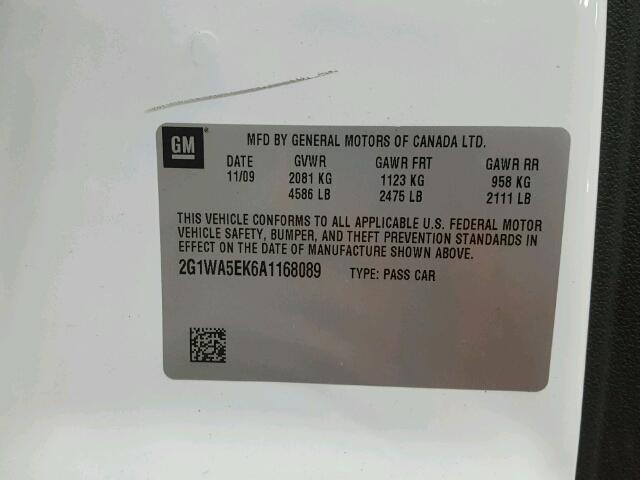 GM MFD BY GENERAL MOTORS OF CANADA LTD.
DATE GVWR GAWR FRT GAWR RR
11/09 2081 KG 1123 KG 958 KG
4586 LB 2475 LB 2111 LB
THIS VEHICLE CONFORMS TO ALL APPLICABLE U.S. FEDERAL MOTOR
VEHICLE SAFETY, BUMPER, AND THEFT PREVENTION STANDARDS IN
EFFECT ON THE DATE OF MANUFACTURE SHOWN ABOVE.
2G1WA5EK6A1168089 TYPE: PASS CAR